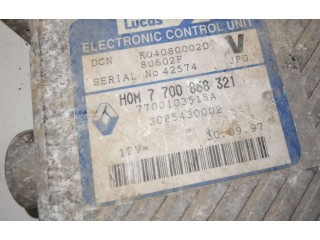 Lucas
ELECTRONIC CONTROL UNIT
DCN R04080002D V
80602F JPG
SERIAL No 42574
HOM 7 700 868 321
7700103515A
3085430002
30-09.97